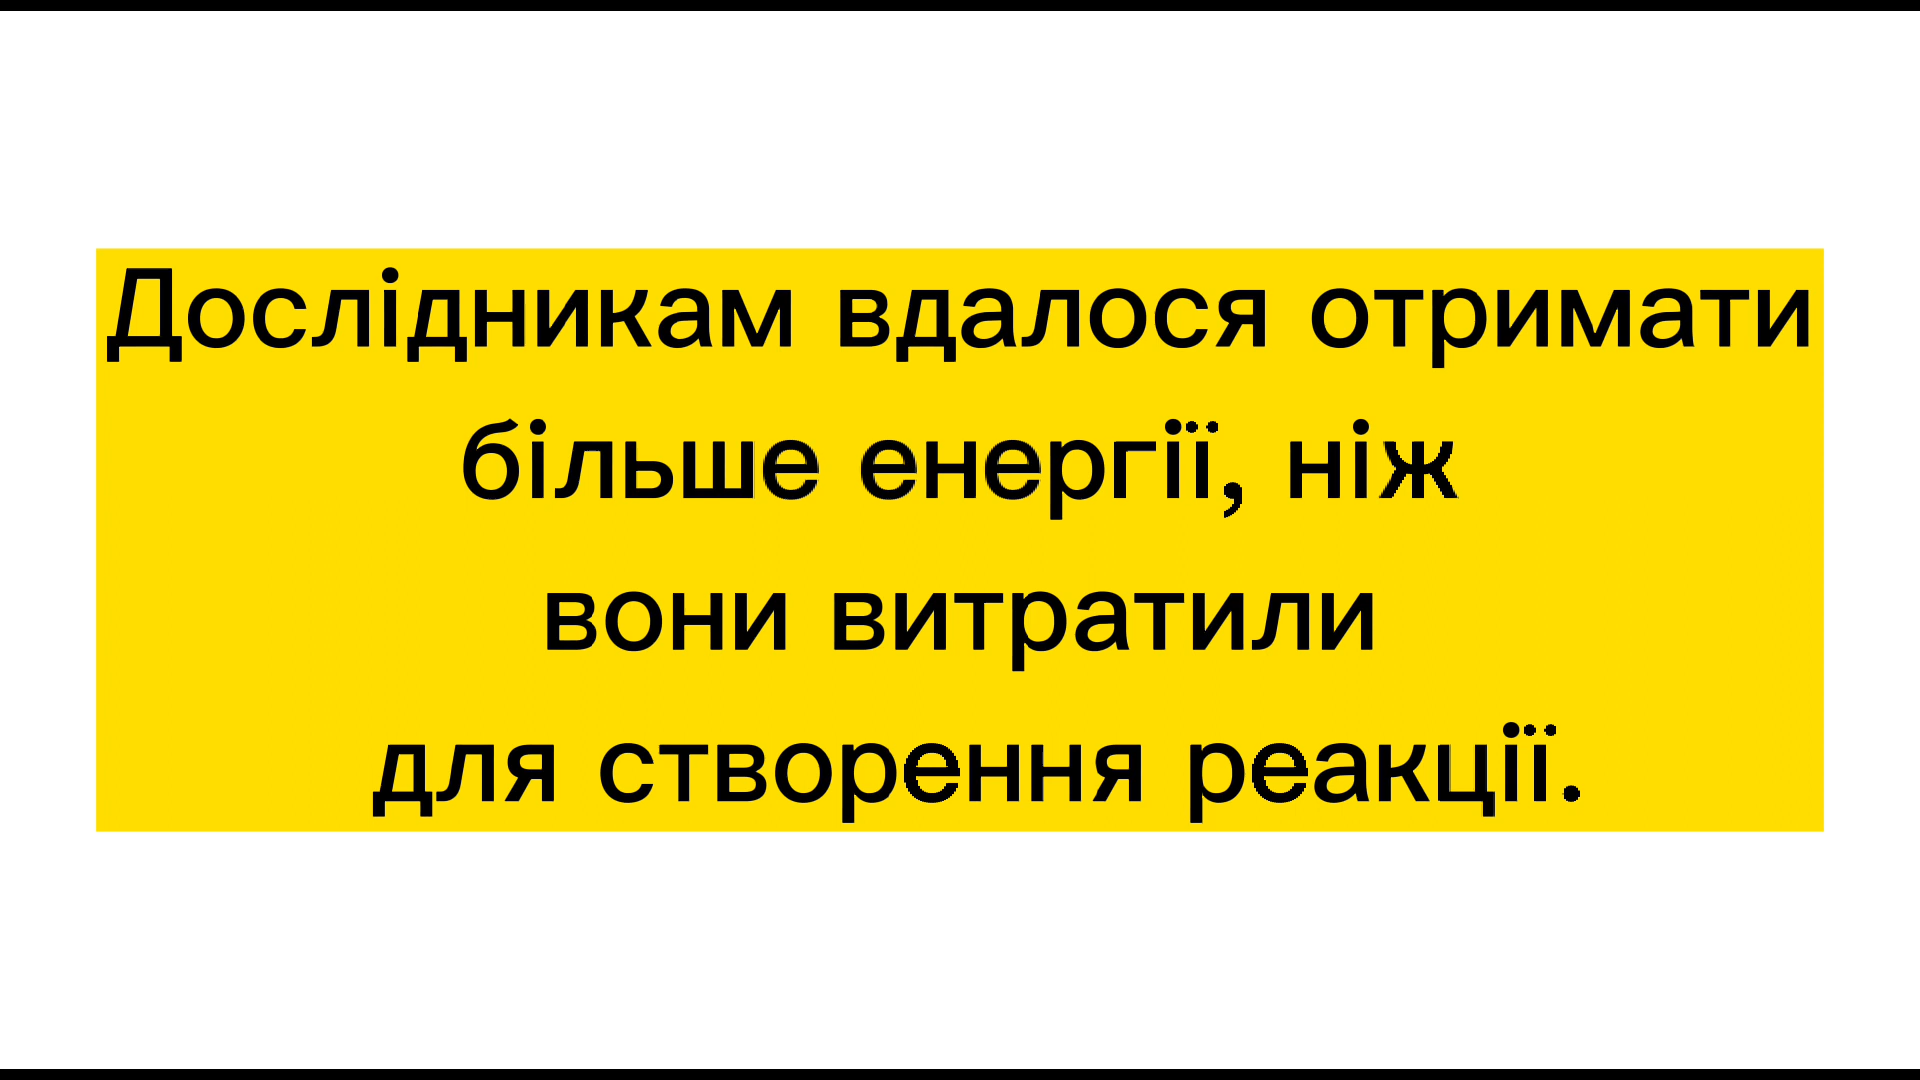 Дослідникам вдалося отримати
більше енергії, ніж
вони витратили
для створення реакції.